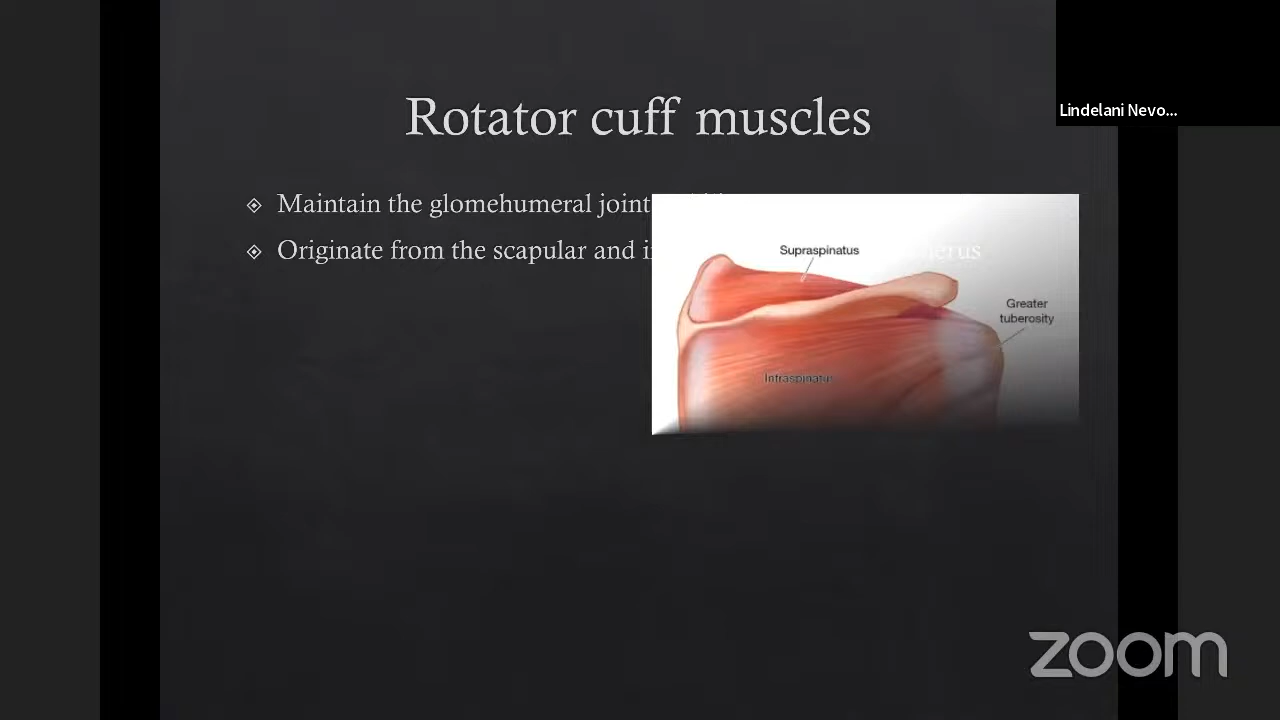 Lindelani Nevo...
Rotator cuff muscles
Maintain the glomehumeral joint
Originate from the scapular and
Supraspinatus
Greater
tuberosity
Infraspinatus
zoom